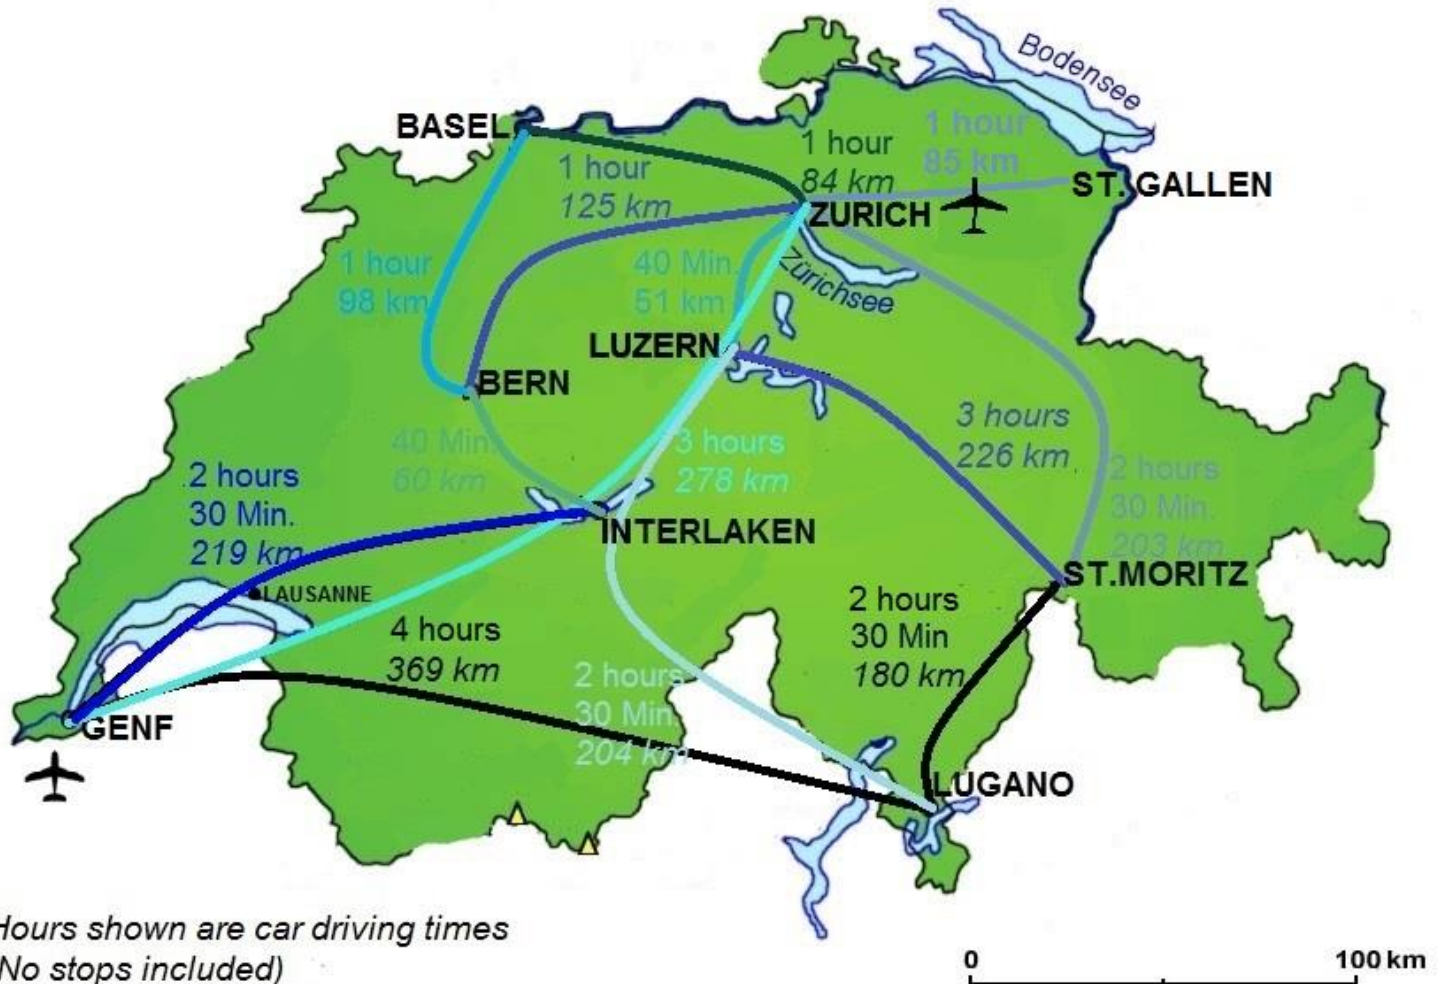 Bodensee
BASEL
1 hour
84 km
1 hour
85 km
ST. GALLEN
1 hour
125 km
ZURICH
1 hour
98 km
40 Min.
51 km
Zürichsee
LUZERN
BERN
3 hours
226 km
40 Min.
60 km
3 hours
278 km
2 hours
30 Min.
203 km
2 hours
30 Min.
219 km
INTERLAKEN
LAUSANNE
ST.MORITZ
4 hours
369 km
2 hours
30 Min
180 km
2 hours
30 Min.
204 km
GENF
LUGANO
Hours shown are car driving times
(No stops included)
0 100 km